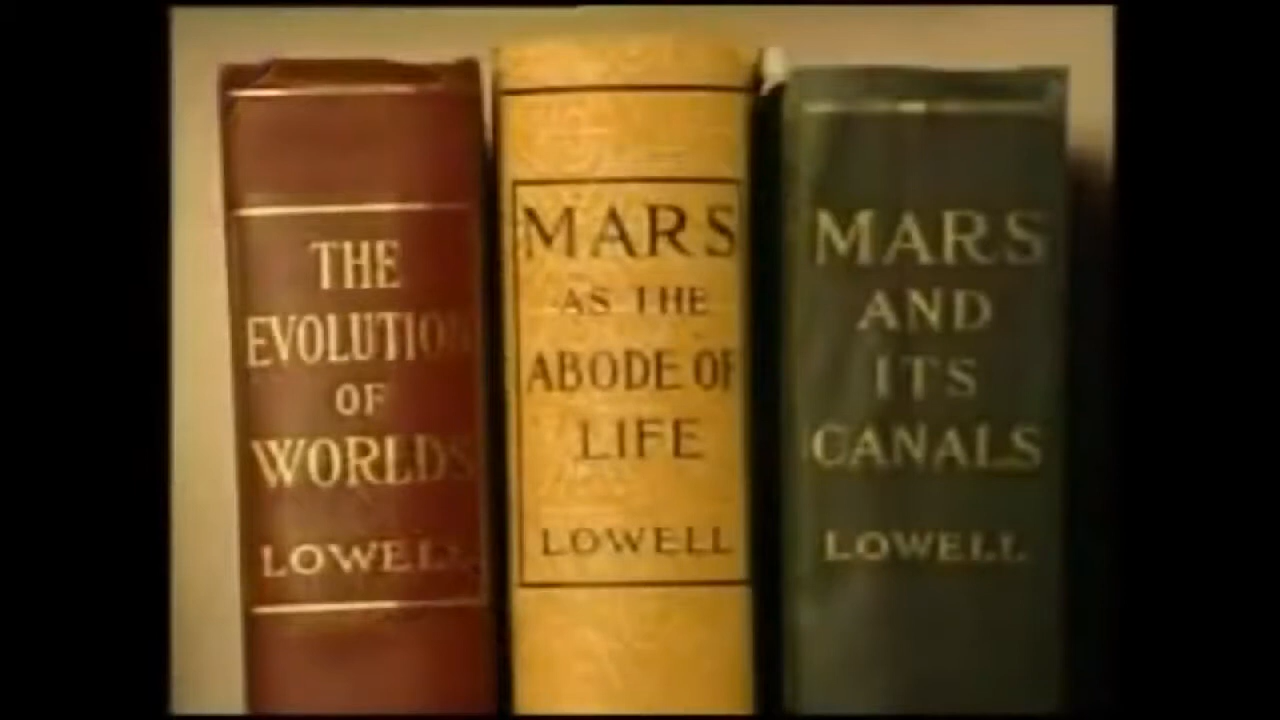 THE
EVOLUTION
OF
WORLDS
LOWELL
MARS
AS THE
ABODE OF
LIFE
LOWELL
MARS
AND
ITS
CANALS
LOWELL